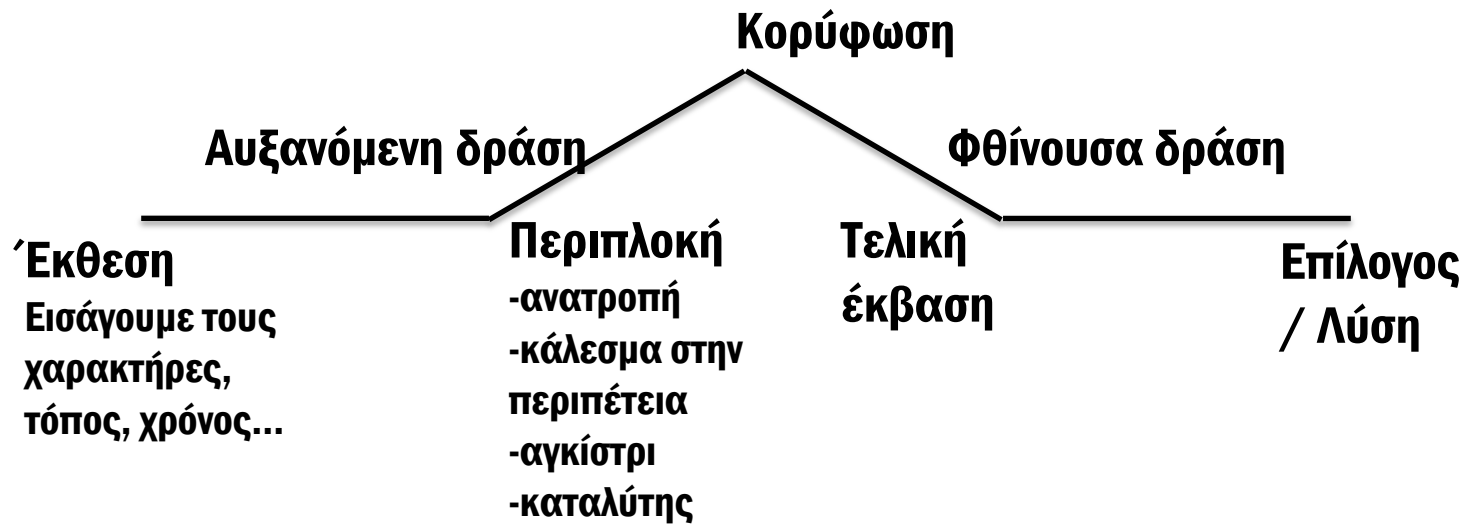 Κορύφωση
Αυξανόμενη δράση
Φθίνουσα δράση
Έκθεση
Εισάγουμε τους
χαρακτήρες,
τόπος, χρόνος...
Περιπλοκή
-ανατροπή
-κάλεσμα στην
περιπέτεια
-αγκίστρι
-καταλύτης
Τελική
έκβαση
Επίλογος
/ Λύση